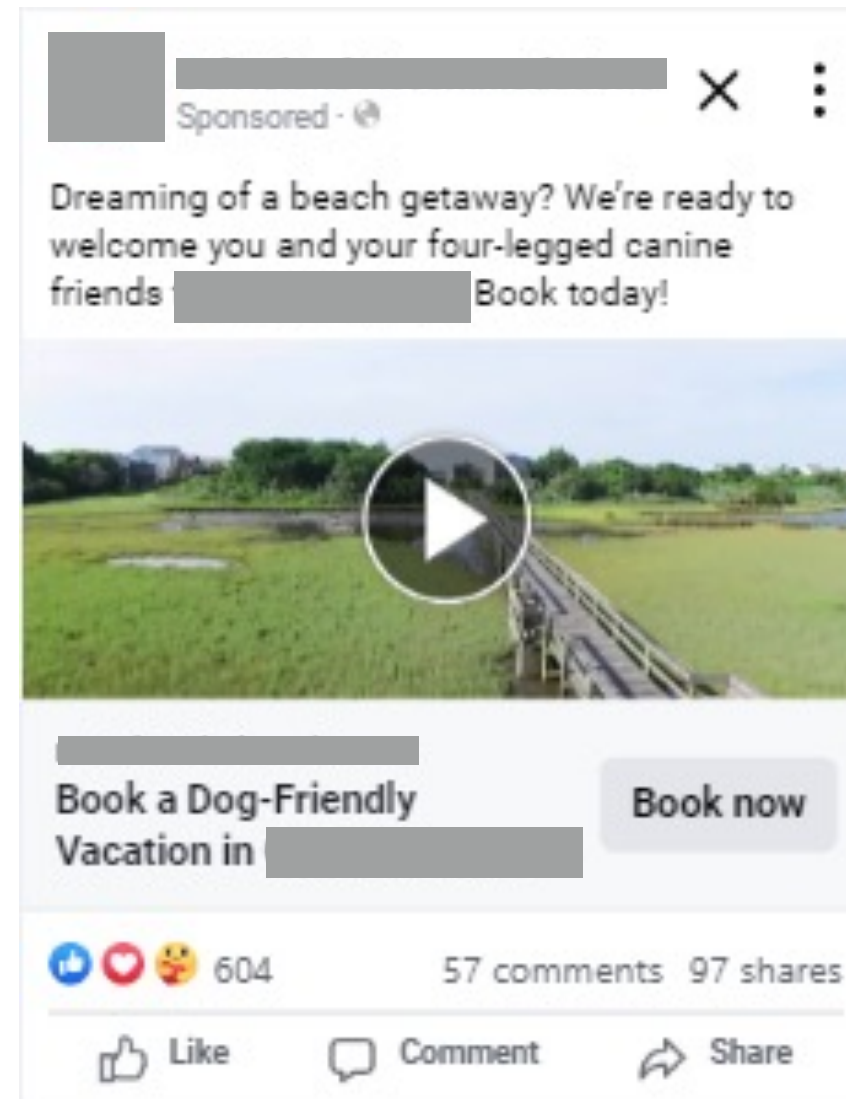 Sponsored ·
Dreaming of a beach getaway? We're ready to
welcome you and your four-legged canine
friends Book today!
Book a Dog-Friendly
Vacation in
Book now
604
57 comments 97 shares
Like Comment Share